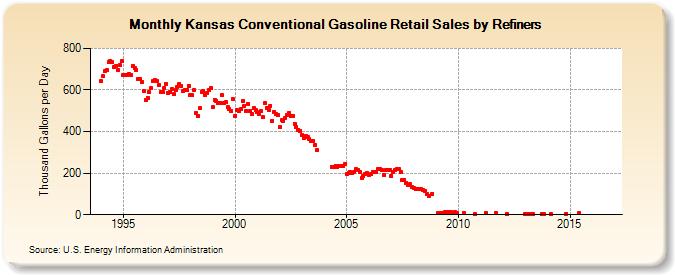 Monthly Kansas Conventional Gasoline Retail Sales by Refiners
Thousand Gallons per Day
800
600
400
200
0
1995 2000 2005 2010 2015
Source: U.S. Energy Information Administration